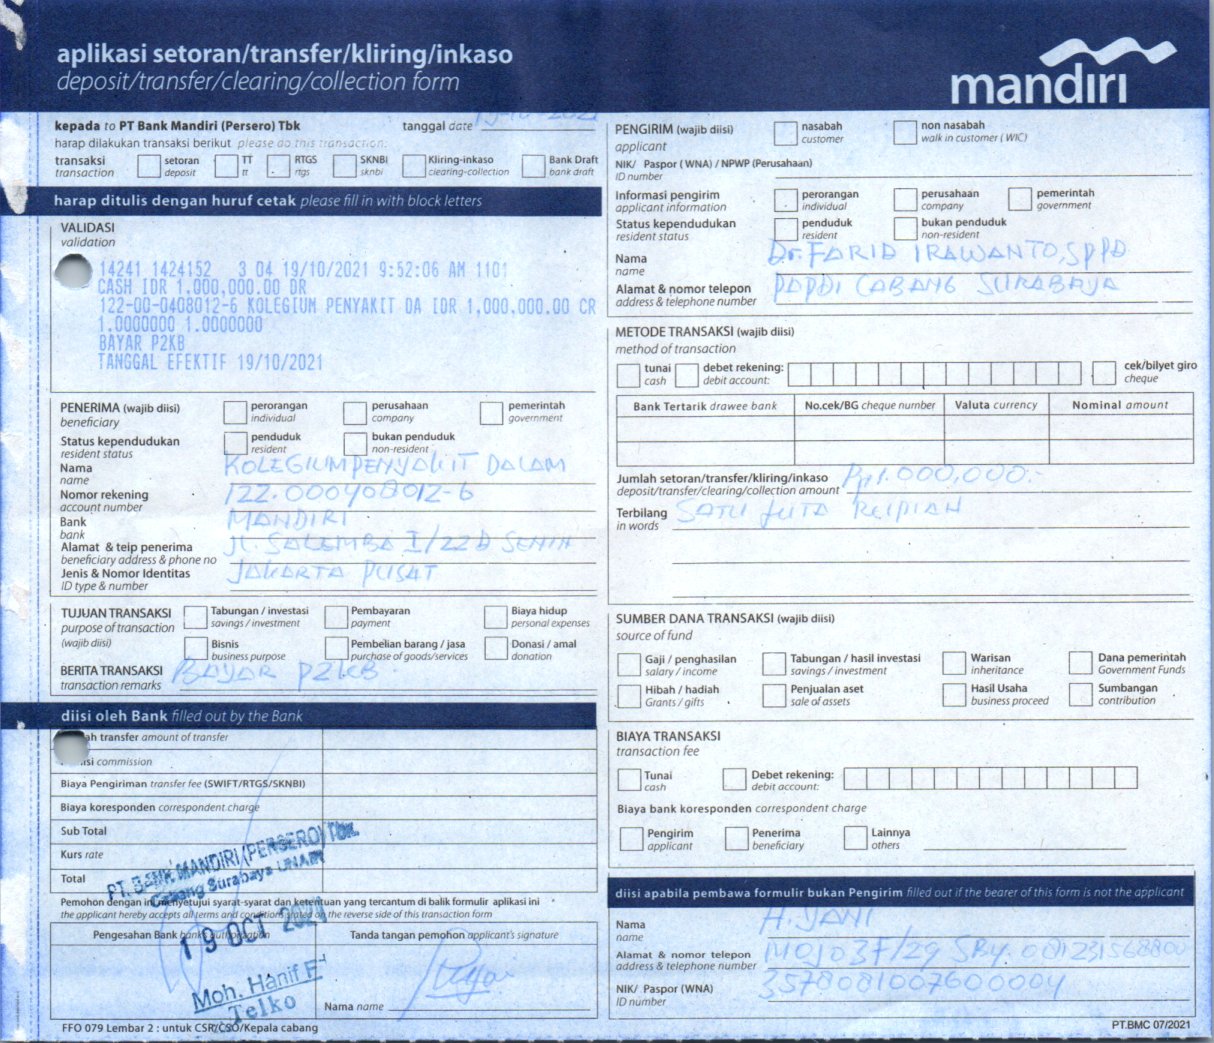 aplikasi setoran/transfer/kliring/inkaso
deposit/transfer/clearing/collection form
mandiri
kepada to PT Bank Mandiri (Persero) Tbk
tanggal date
harap dilakukan transaksi berikut please do this transaction:
transaksi transaction
setoran deposit
TT tt
RTGS rtgs
SKNBI sknbi
Kliring-inkaso clearing-collection
Bank Draft bank draft
harap ditulis dengan huruf cetak please fill in with block letters
VALIDASI
validation
14241 1424152 3 04 19/10/2021 9:52:06 AM 1101
CASH IDR 1,000,000.00 DR
122-00-0408012-6 KOLEGIUM PENYAKIT DA IDR 1,000,000.00 CR
1.0000000 1.0000000
BAYAR P2KB
TANGGAL EFEKTIF 19/10/2021
PENERIMA (wajib diisi)
beneficiary
perorangan individual
perusahaan company
pemerintah government
Status kependudukan
resident status
penduduk resident
bukan penduduk non-resident
Nama KOLEGIUM PENYAKIT DALAM
name
Nomor rekening 122.000408012-6
account number
Bank MANDIRI
bank
Alamat & telp penerima JL. SALEMBA I/22D SENIN
beneficiary address & phone no
Jenis & Nomor Identitas JAKARTA PUSAT
ID type & number
TUJUAN TRANSAKSI
purpose of transaction
(wajib diisi)
Tabungan / investasi savings / investment
Pembayaran payment
Biaya hidup personal expenses
Bisnis business purpose
Pembelian barang / jasa purchase of goods/services
Donasi / amal donation
BERITA TRANSAKSI BAYAR P2KB
transaction remarks
diisi oleh Bank filled out by the Bank
ah transfer amount of transfer
si commission
Biaya Pengiriman transfer fee (SWIFT/RTGS/SKNBI)
Biaya koresponden correspondent charge
Sub Total
Kurs rate
Total
PT. BANK MANDIRI (PERSERO) Tbk.
Cabang Surabaya UNAIR
19 OCT 2021
Pemohon dengan ini menyetujui syarat-syarat dan ketentuan yang tercantum di balik formulir aplikasi ini
the applicant hereby accepts all terms and conditions stated on the reverse side of this transaction form
Pengesahan Bank bank's authorization
Tanda tangan pemohon applicant's signature
Moh. Hanif F
Telko
Nama name
FFO 079 Lembar 2 : untuk CSR/CSO/Kepala cabang
PENGIRIM (wajib diisi)
applicant
nasabah customer
non nasabah walk in customer ( WIC)
NIK/ Paspor ( WNA) / NPWP (Perusahaan)
ID number
Informasi pengirim
applicant information
perorangan individual
perusahaan company
pemerintah government
Status kependudukan
resident status
penduduk resident
bukan penduduk non-resident
Nama Dr. FARID IRAWANTO, SPPD
name
Alamat & nomor telepon PAPDI CABANG SURABAYA
address & telephone number
METODE TRANSAKSI (wajib diisi)
method of transaction
tunai cash
debet rekening: debit account:
cek/bilyet giro cheque
Bank Tertarik drawee bank
No.cek/BG cheque number
Valuta currency
Nominal amount
Jumlah setoran/transfer/kliring/inkaso Rp 1.000,000.-
deposit/transfer/clearing/collection amount
Terbilang SATU JUTA RUPIAH
in words
SUMBER DANA TRANSAKSI (wajib diisi)
source of fund
Gaji / penghasilan salary / income
Tabungan / hasil investasi savings / investment
Warisan inheritance
Dana pemerintah Government Funds
Hibah / hadiah Grants / gifts
Penjualan aset sale of assets
Hasil Usaha business proceed
Sumbangan contribution
BIAYA TRANSAKSI
transaction fee
Tunai cash
Debet rekening: debit account:
Biaya bank koresponden correspondent charge
Pengirim applicant
Penerima beneficiary
Lainnya others
diisi apabila pembawa formulir bukan Pengirim filled out if the bearer of this form is not the applicant
Nama H. YANI
name
Alamat & nomor telepon MOJO 3F/29 SBY. 081231568800
address & telephone number
NIK/ Paspor (WNA) 3578081007600004
ID number
PT.BMC 07/2021